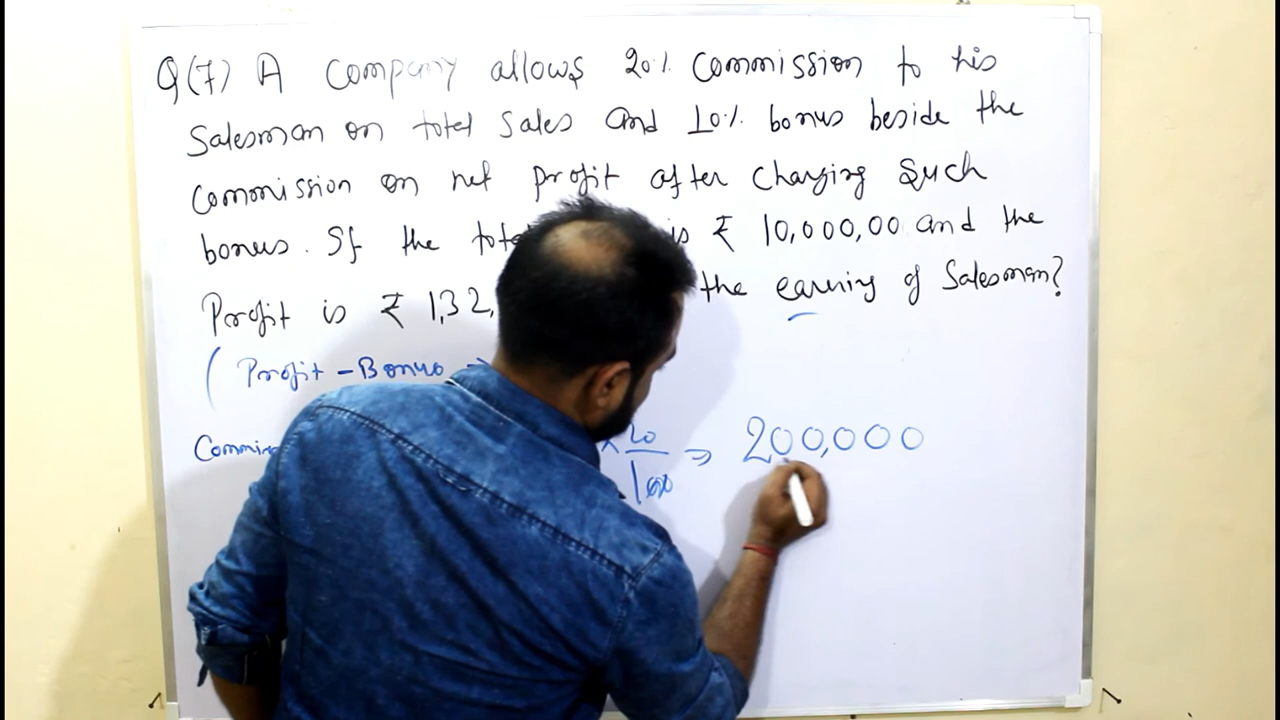 Q(7) A Company allows 20% Commission to his
Salesman on total sales and 10% bonus beside the
Commission on net profit after charging such
bonus. If the is ₹ 10,000,00 and the
Profit is ₹ 1,32, the earning of Salesman?
( Profit - Bonus
× 20 / 100 ⇒ 200,000